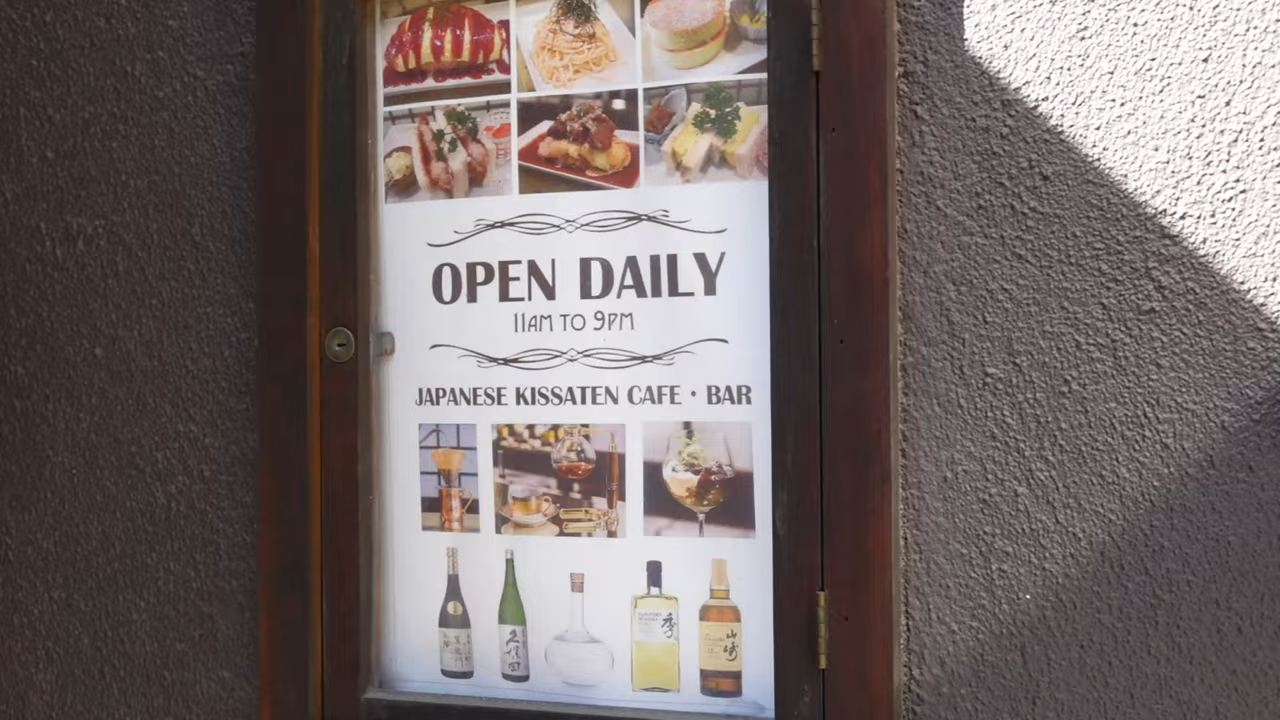 OPEN DAILY
11AM TO 9PM
JAPANESE KISSATEN CAFE • BAR
久保田
季
山崎